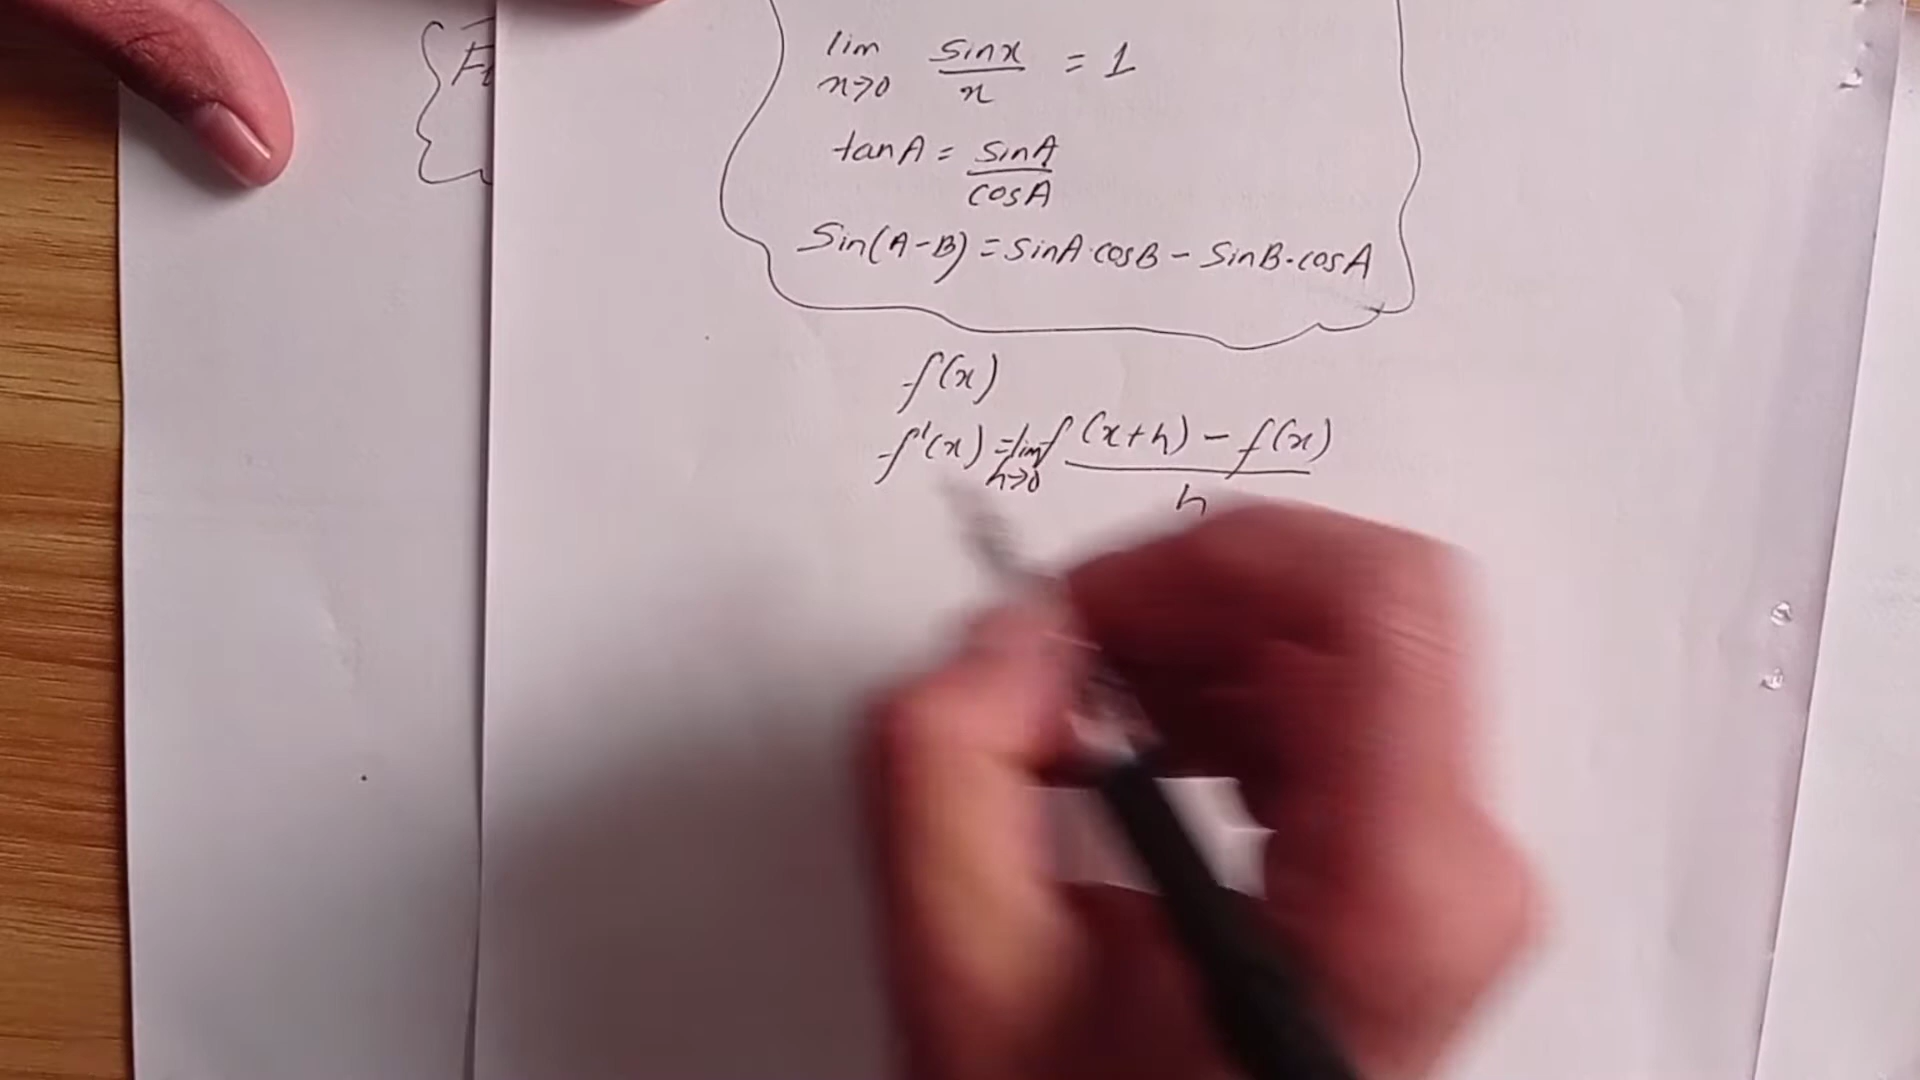 lim sinx = 1
x→0 x
tanA = sinA
cosA
Sin(A-B) = sinA·cosB - SinB·cosA
f(x)
f'(x) = lim f(x+h) - f(x)
h→0 h